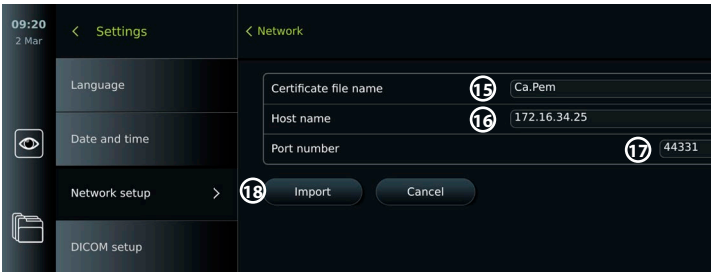 09:20
2 Mar
Settings
Network
Language
Date and time
Network setup
DICOM setup
Certificate file name 15 Ca.Pem
Host name 16 172.16.34.25
Port number 17 44331
18 Import Cancel